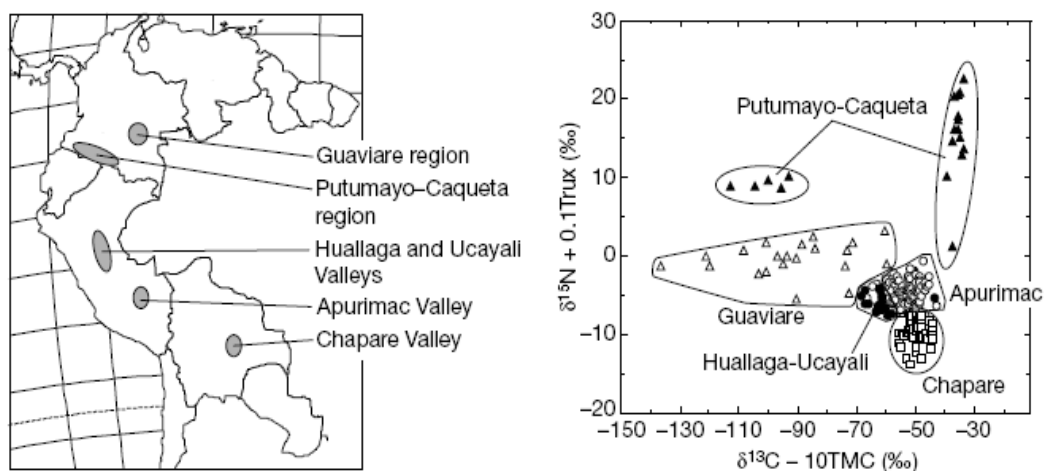 Guaviare region
Putumayo–Caqueta
region
Huallaga and Ucayali
Valleys
Apurimac Valley
Chapare Valley
δ¹⁵N + 0.1Trux (‰)
30
20
10
0
–10
–20
Putumayo-Caqueta
Guaviare
Apurimac
Huallaga-Ucayali
Chapare
–150 –130 –110 –90 –70 –50 –30
δ¹³C – 10TMC (‰)